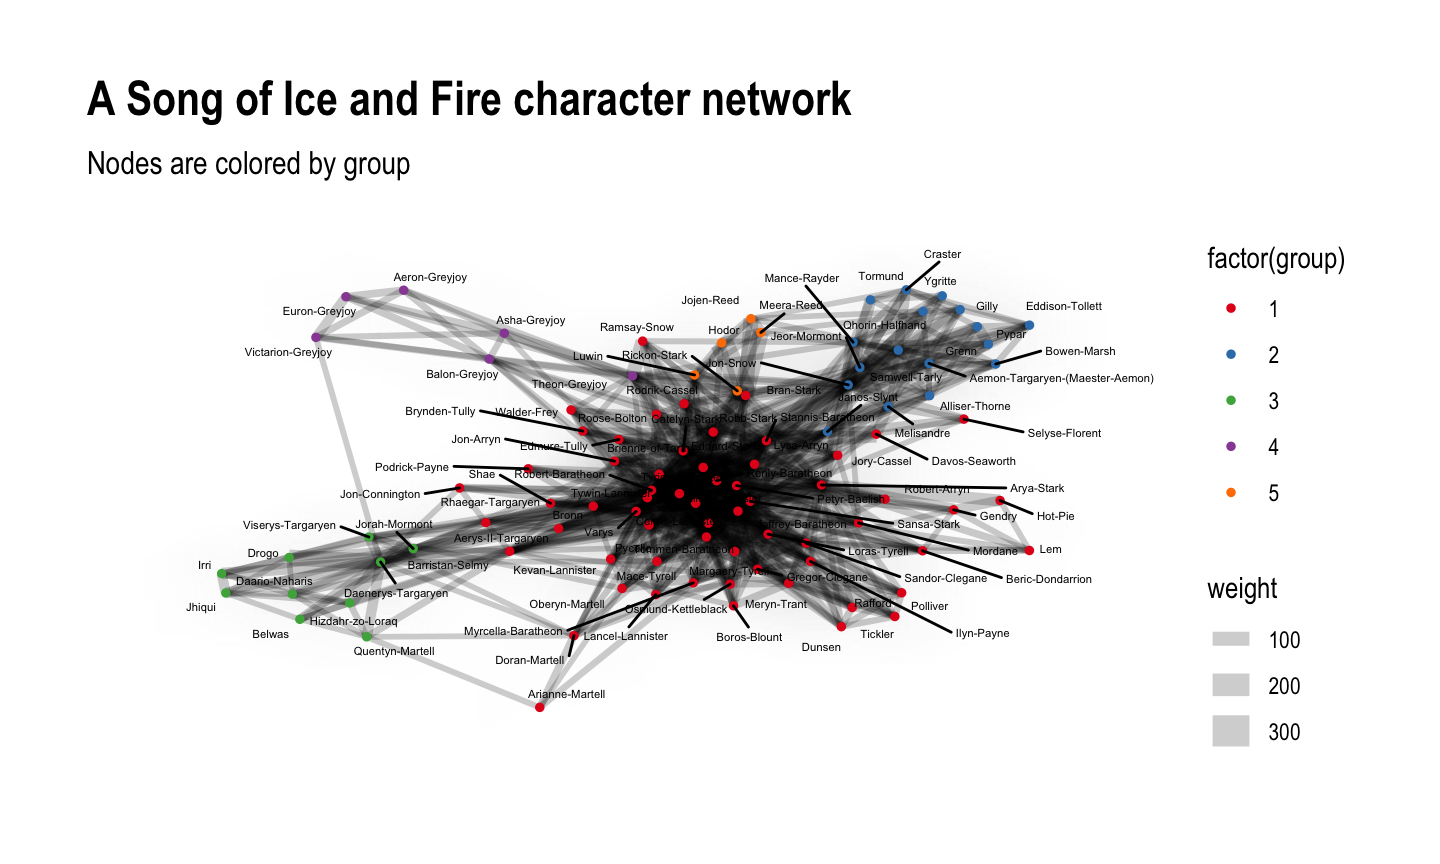 A Song of Ice and Fire character network
Nodes are colored by group
Craster
Aeron-Greyjoy
Mance-Rayder
Tormund
Ygritte
Jojen-Reed
Meera-Reed
Gilly
Eddison-Tollett
Euron-Greyjoy
Asha-Greyjoy
Ramsay-Snow
Hodor
Jeor-Mormont
Qhorin-Halfhand
Pypar
Victarion-Greyjoy
Luwin
Rickon-Stark
Jon-Snow
Grenn
Bowen-Marsh
Balon-Greyjoy
Theon-Greyjoy
Rodrik-Cassel
Bran-Stark
Samwell-Tarly
Aemon-Targaryen-(Maester-Aemon)
Janos-Slynt
Alliser-Thorne
Brynden-Tully
Walder-Frey
Roose-Bolton
Catelyn-Stark
Robb-Stark
Stannis-Baratheon
Melisandre
Selyse-Florent
Jon-Arryn
Edmure-Tully
Lysa-Arryn
Jory-Cassel
Davos-Seaworth
Podrick-Payne
Shae
Robert-Baratheon
Renly-Baratheon
Jon-Connington
Rhaegar-Targaryen
Tywin-Lannister
Petyr-Baelish
Robert-Arryn
Arya-Stark
Viserys-Targaryen
Jorah-Mormont
Bronn
Varys
Joffrey-Baratheon
Sansa-Stark
Gendry
Hot-Pie
Drogo
Aerys-II-Targaryen
Pycelle
Tommen-Baratheon
Loras-Tyrell
Mordane
Lem
Irri
Daario-Naharis
Barristan-Selmy
Kevan-Lannister
Mace-Tyrell
Margaery-Tyrell
Gregor-Clegane
Sandor-Clegane
Beric-Dondarrion
Jhiqui
Daenerys-Targaryen
Oberyn-Martell
Osmund-Kettleblack
Meryn-Trant
Rafford
Polliver
Belwas
Hizdahr-zo-Loraq
Myrcella-Baratheon
Lancel-Lannister
Boros-Blount
Tickler
Ilyn-Payne
Quentyn-Martell
Doran-Martell
Dunsen
Arianne-Martell
factor(group)
1
2
3
4
5
weight
100
200
300